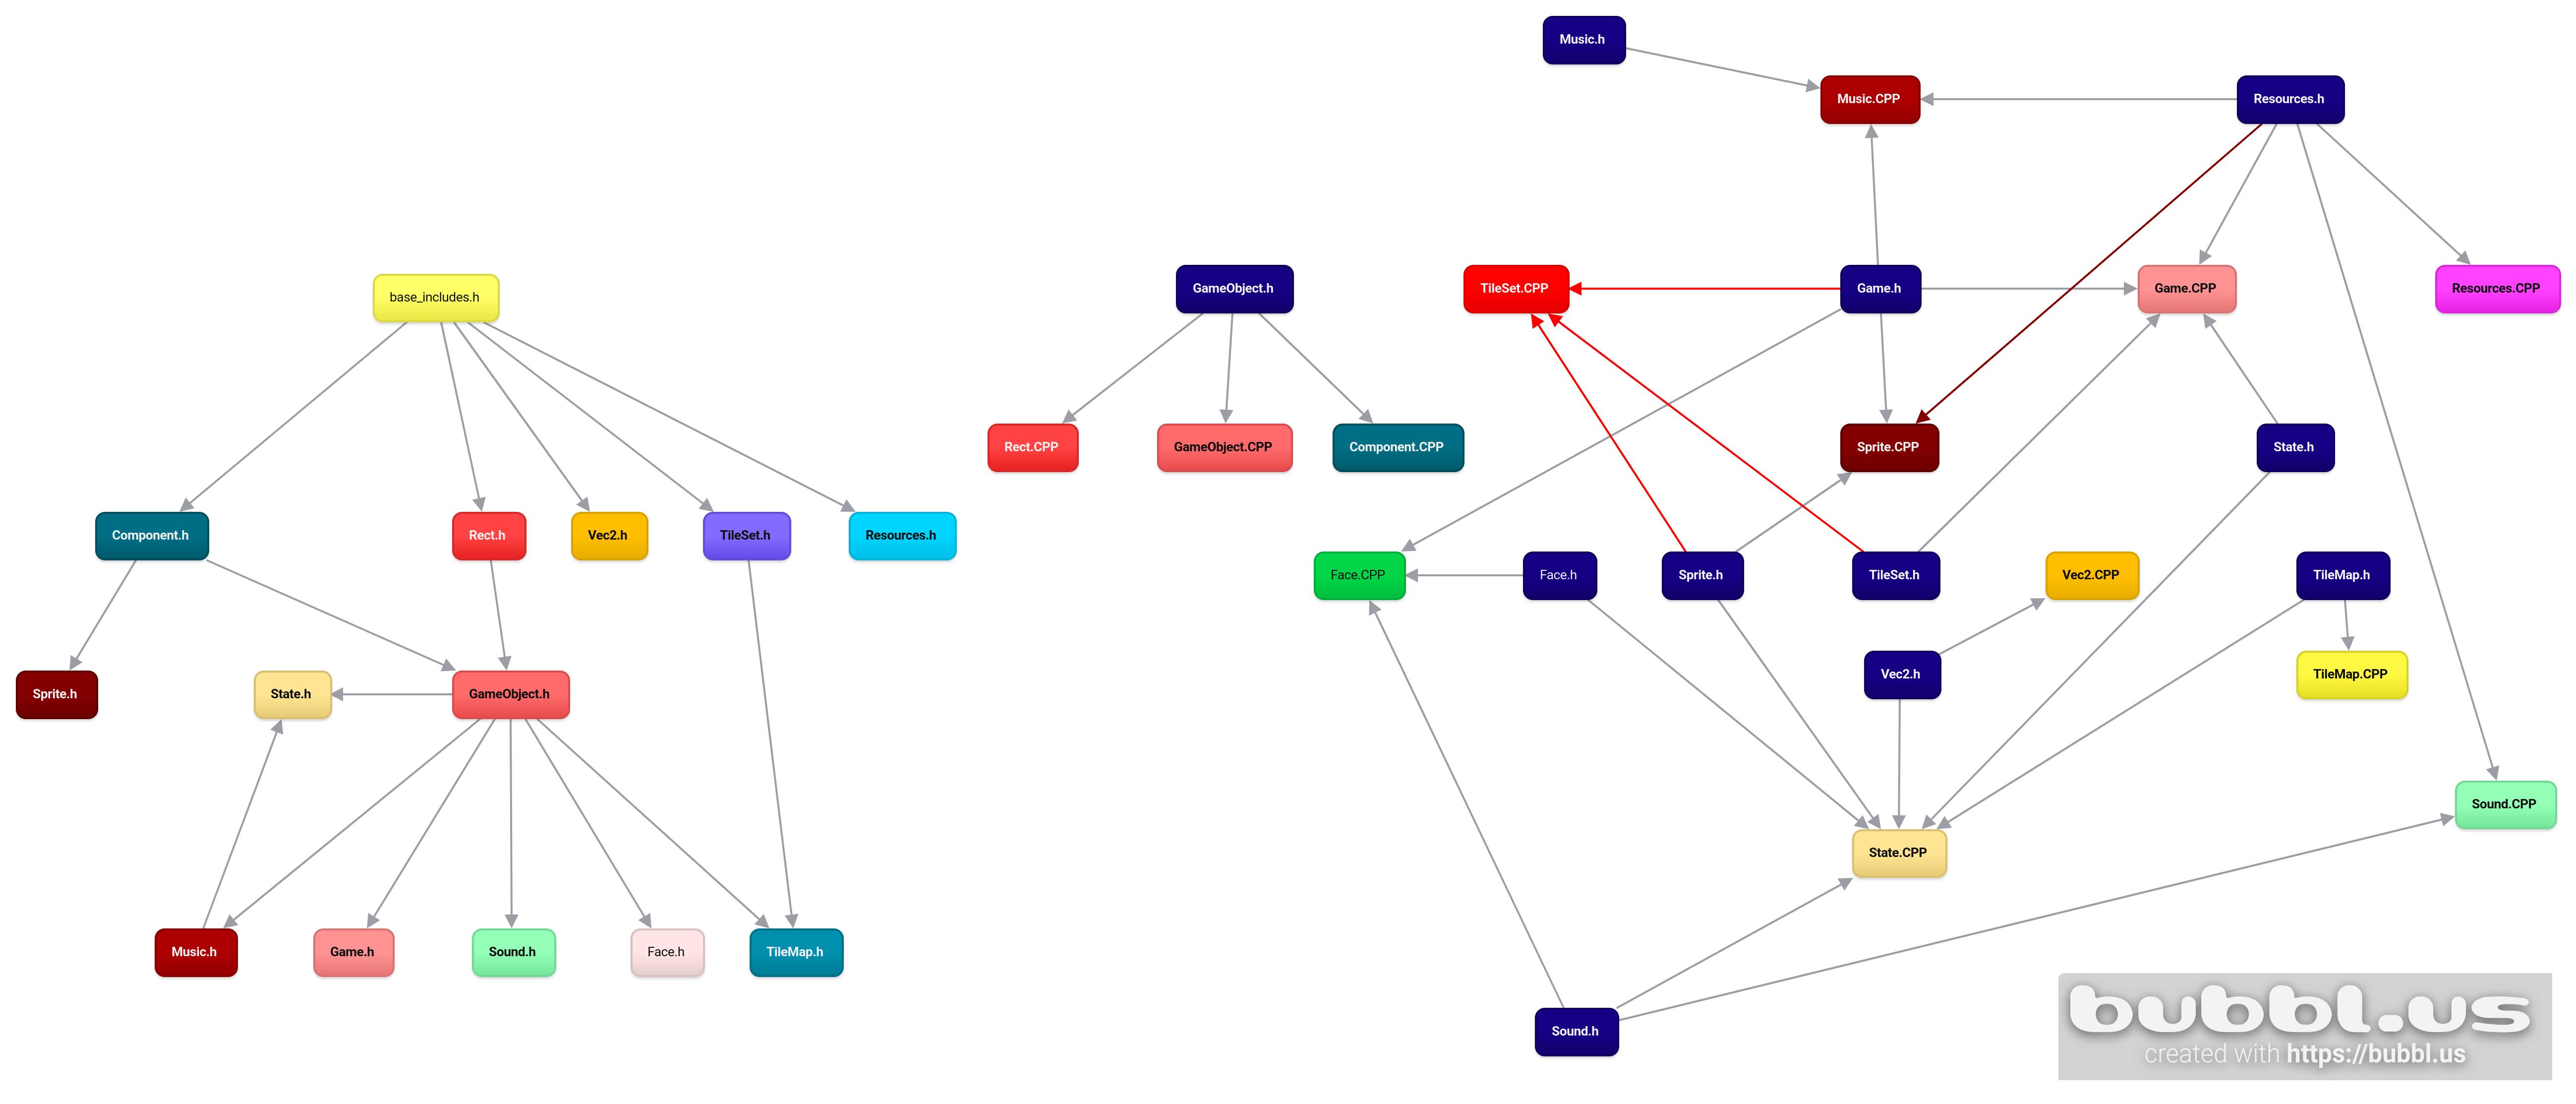 Music.h
Music.CPP
Resources.h
base_includes.h
GameObject.h
TileSet.CPP
Game.h
Game.CPP
Resources.CPP
Rect.CPP
GameObject.CPP
Component.CPP
Sprite.CPP
State.h
Component.h
Rect.h
Vec2.h
TileSet.h
Resources.h
Face.CPP
Face.h
Sprite.h
TileSet.h
Vec2.CPP
TileMap.h
Sprite.h
State.h
GameObject.h
Vec2.h
TileMap.CPP
Sound.CPP
State.CPP
Music.h
Game.h
Sound.h
Face.h
TileMap.h
Sound.h
bubbl.us
created with https://bubbl.us